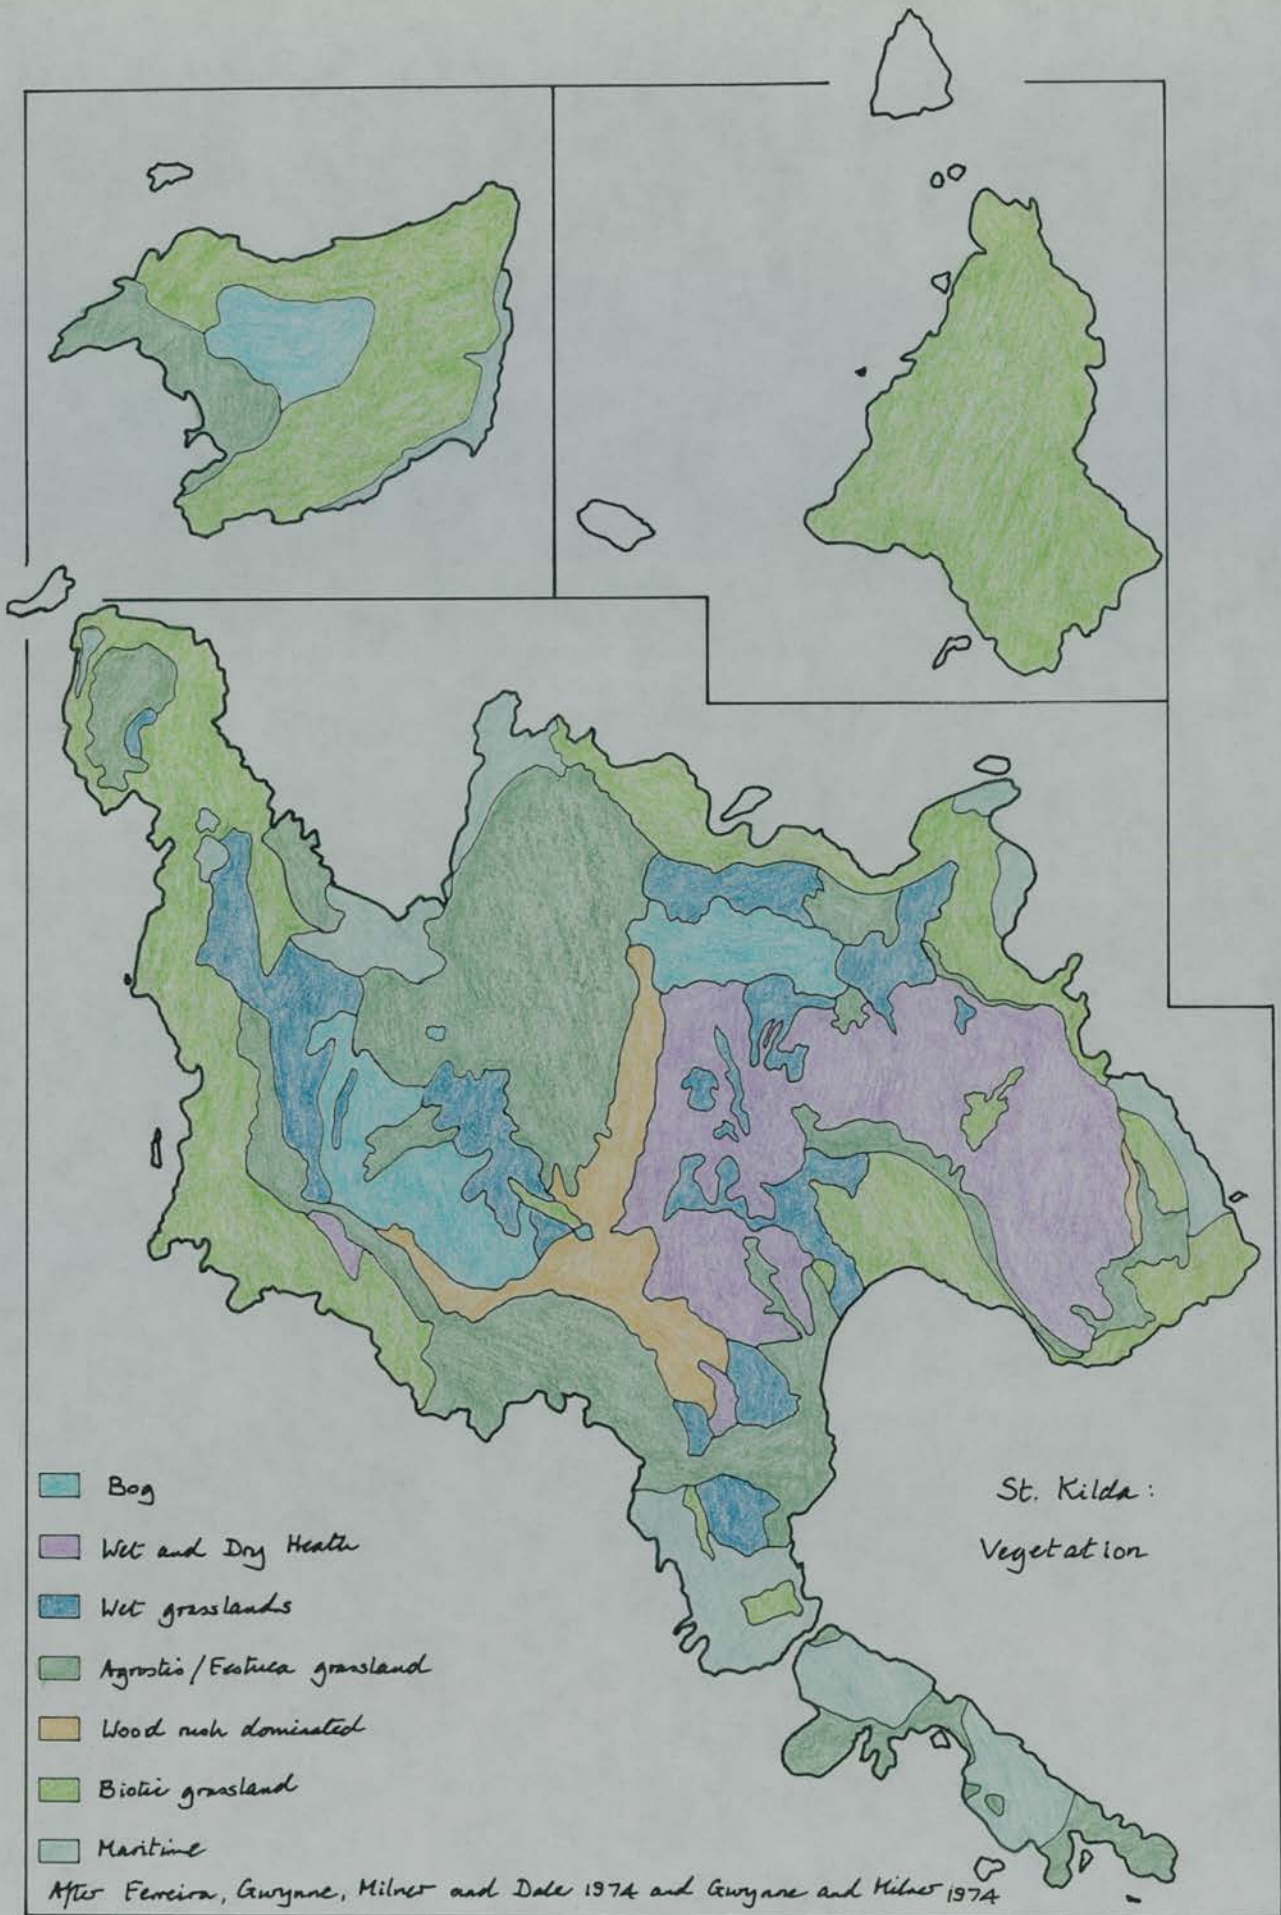 Bog
Wet and Dry Heath
Wet grasslands
Agrostis/Festuca grassland
Wood rush dominated
Biotic grassland
Maritime
St. Kilda:
Vegetation
After Ferreira, Gwynne, Milner and Dale 1974 and Gwynne and Milner 1974